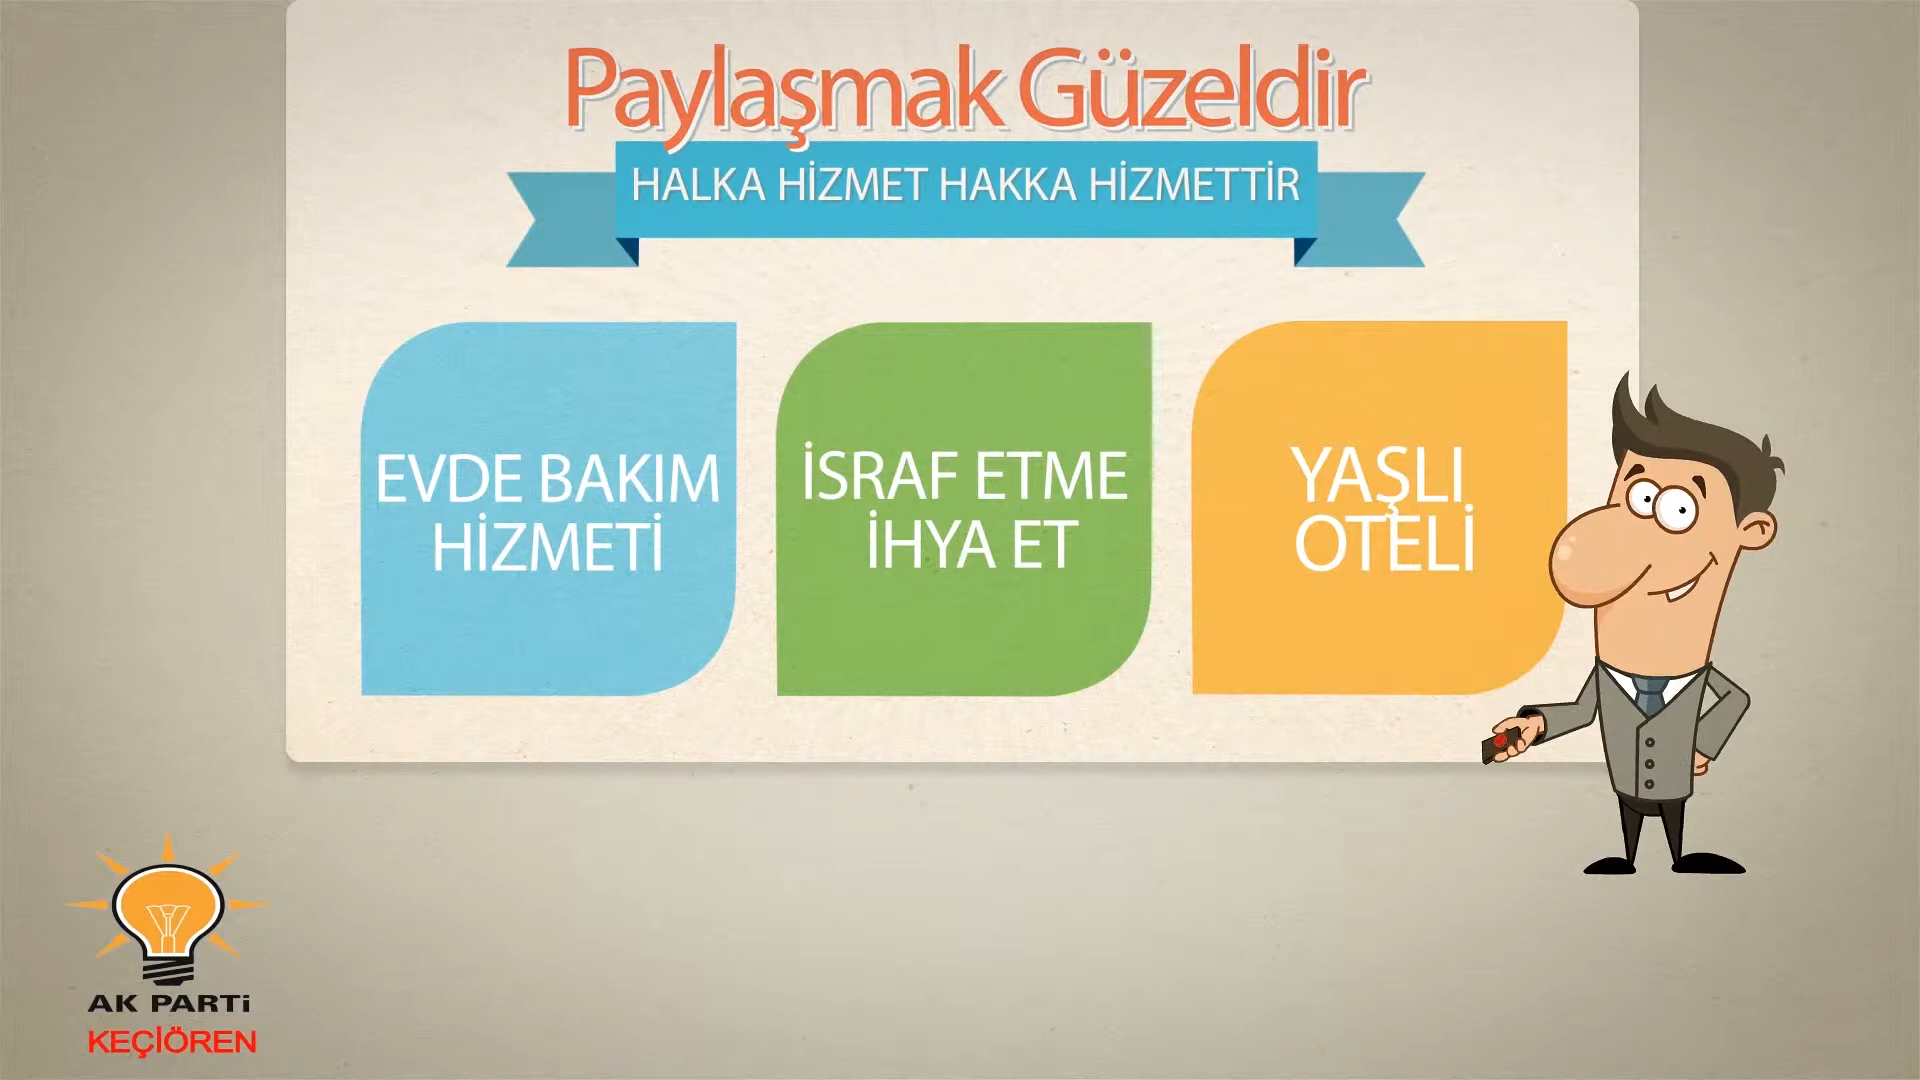 Paylaşmak Güzeldir
HALKA HİZMET HAKKA HİZMETTİR
EVDE BAKIM
HİZMETİ
İSRAF ETME
İHYA ET
YAŞLI
OTELİ
AK PARTi
KEÇİÖREN